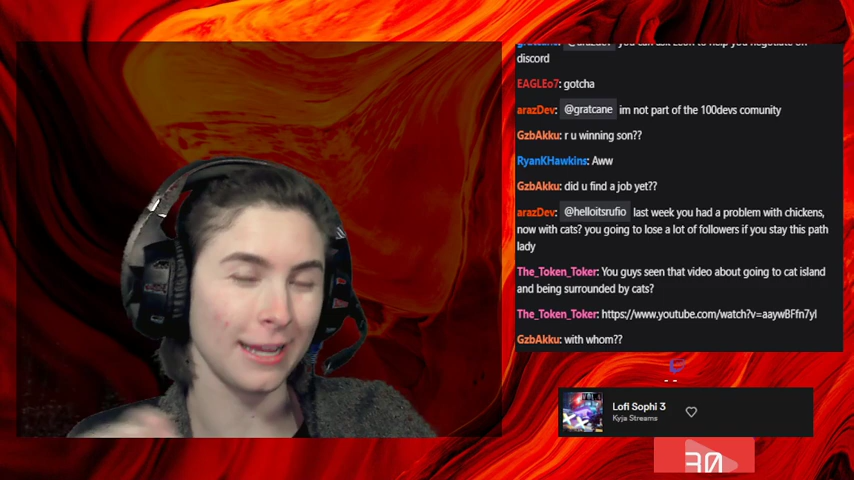 discord
EAGLEo7: gotcha
arazDev: @gratcane im not part of the 100devs comunity
GzbAkku: r u winning son??
RyanKHawkins: Aww
GzbAkku: did u find a job yet??
arazDev: @helloitsrufio last week you had a problem with chickens,
now with cats? you going to lose a lot of followers if you stay this path
lady
The_Token_Toker: You guys seen that video about going to cat island
and being surrounded by cats?
The_Token_Toker: https://www.youtube.com/watch?v=aaywBFfn7yI
GzbAkku: with whom??
Lofi Sophi 3
Kyja Streams
30